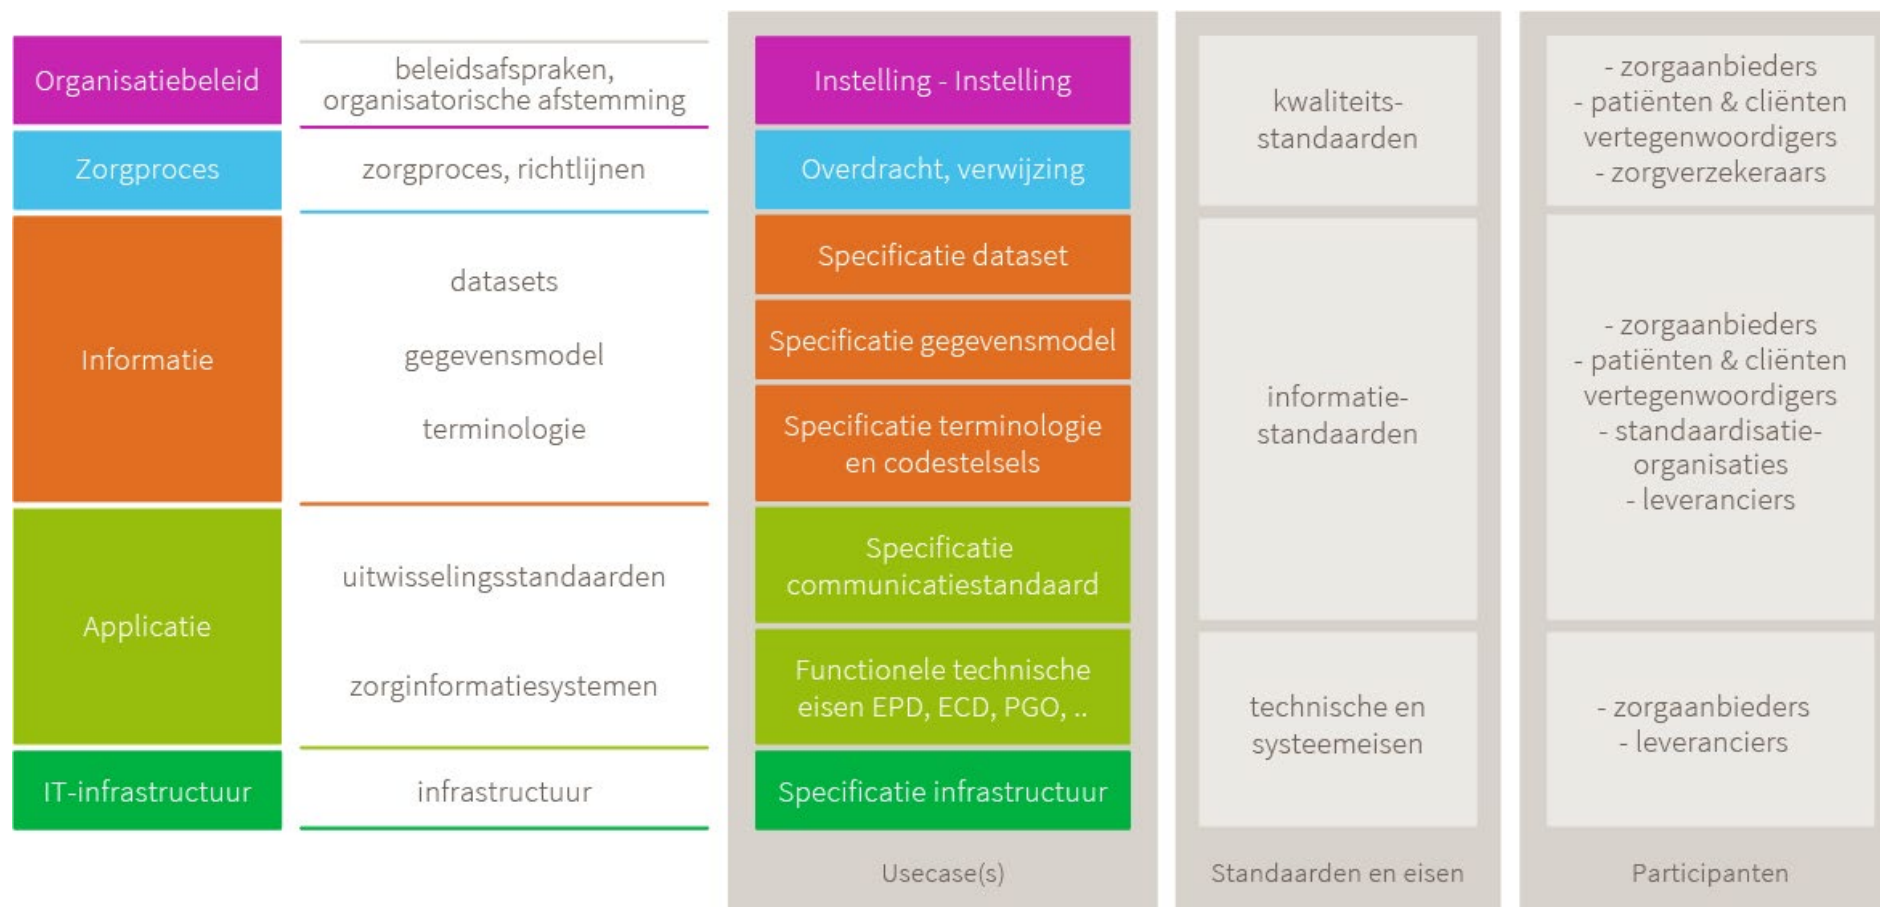 Organisatiebeleid
beleidsafspraken,
organisatorische afstemming
Instelling - Instelling
kwaliteits-
standaarden
- zorgaanbieders
- patiënten & cliënten
vertegenwoordigers
- zorgverzekeraars
Zorgproces
zorgproces, richtlijnen
Overdracht, verwijzing
Informatie
datasets
gegevensmodel
terminologie
Specificatie dataset
Specificatie gegevensmodel
Specificatie terminologie
en codestelsels
informatie-
standaarden
- zorgaanbieders
- patiënten & cliënten
vertegenwoordigers
- standaardisatie-
organisaties
- leveranciers
Applicatie
uitwisselingsstandaarden
zorginformatiesystemen
Specificatie
communicatiestandaard
Functionele technische
eisen EPD, ECD, PGO, ..
technische en
systeemeisen
- zorgaanbieders
- leveranciers
IT-infrastructuur
infrastructuur
Specificatie infrastructuur
Usecase(s)
Standaarden en eisen
Participanten